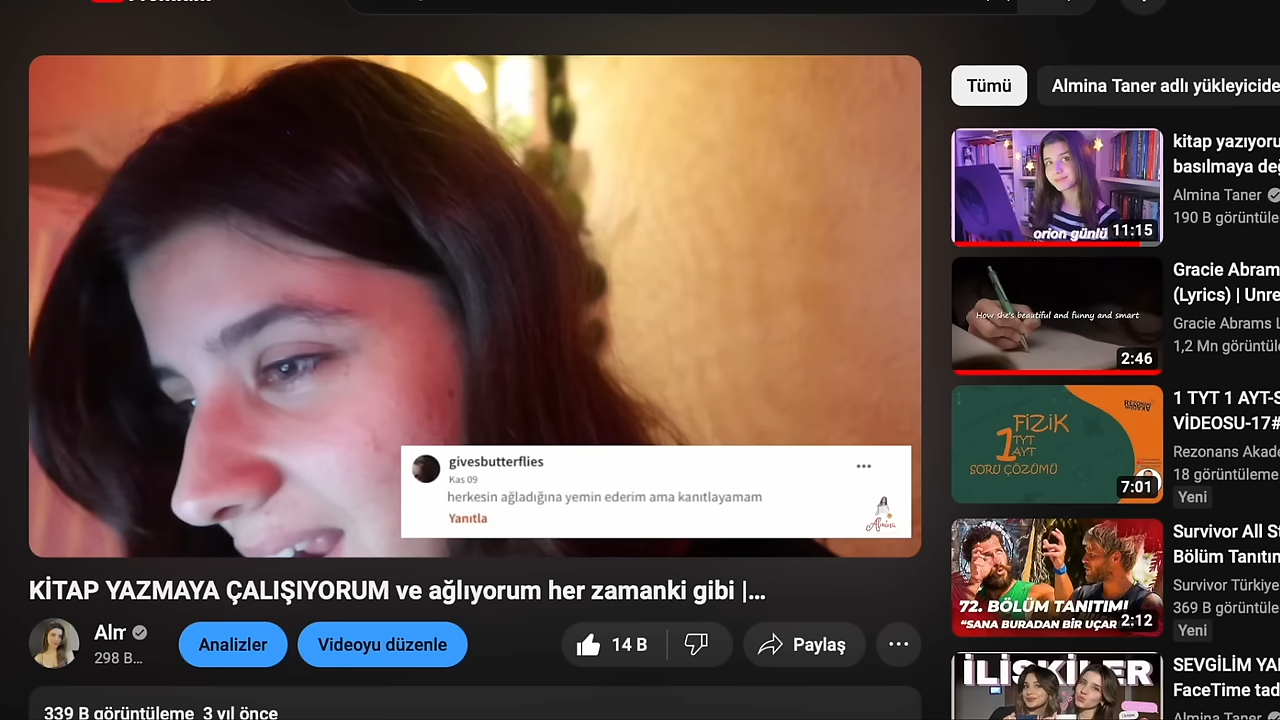 Tümü
Almina Taner adlı yükleyicide
givesbutterflies
Kas 09
herkesin ağladığına yemin ederim ama kanıtlayamam
Yanıtla
Almina
KİTAP YAZMAYA ÇALIŞIYORUM ve ağlıyorum her zamanki gibi |...
Alı
298 B...
Analizler
Videoyu düzenle
14 B
Paylaş
339 B görüntüleme 3 yıl önce
orion günlü
11:15
kitap yazıyoru
basılmaya de
Almina Taner
190 B görüntüle
How she's beautiful and funny and smart
2:46
Gracie Abram
(Lyrics) | Unre
Gracie Abrams L
1,2 Mn görüntül
FİZİK
1 TYT
AYT
SORU ÇÖZÜMÜ
REZONANS
AKADEMİ
7:01
1 TYT 1 AYT-S
VİDEOSU-17#
Rezonans Akade
18 görüntüleme
Yeni
72. BÖLÜM TANITIMI
"SANA BURADAN BİR UÇAR
2:12
Survivor All S
Bölüm Tanıtın
Survivor Türkiye
369 B görüntüle
Yeni
İLİŞKİLER
SEVGİLİM YA
FaceTime tad
Almina Taner